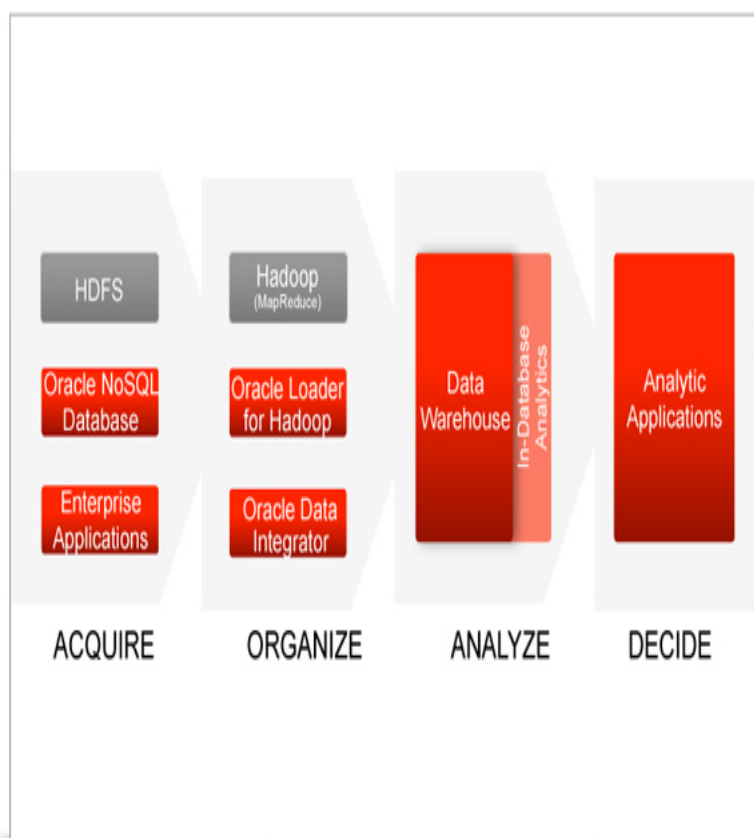 HDFS
Oracle NoSQL
Database
Enterprise
Applications
ACQUIRE
Hadoop
(MapReduce)
Oracle Loader
for Hadoop
Oracle Data
Integrator
ORGANIZE
Data
Warehouse
In-Database
Analytics
ANALYZE
Analytic
Applications
DECIDE